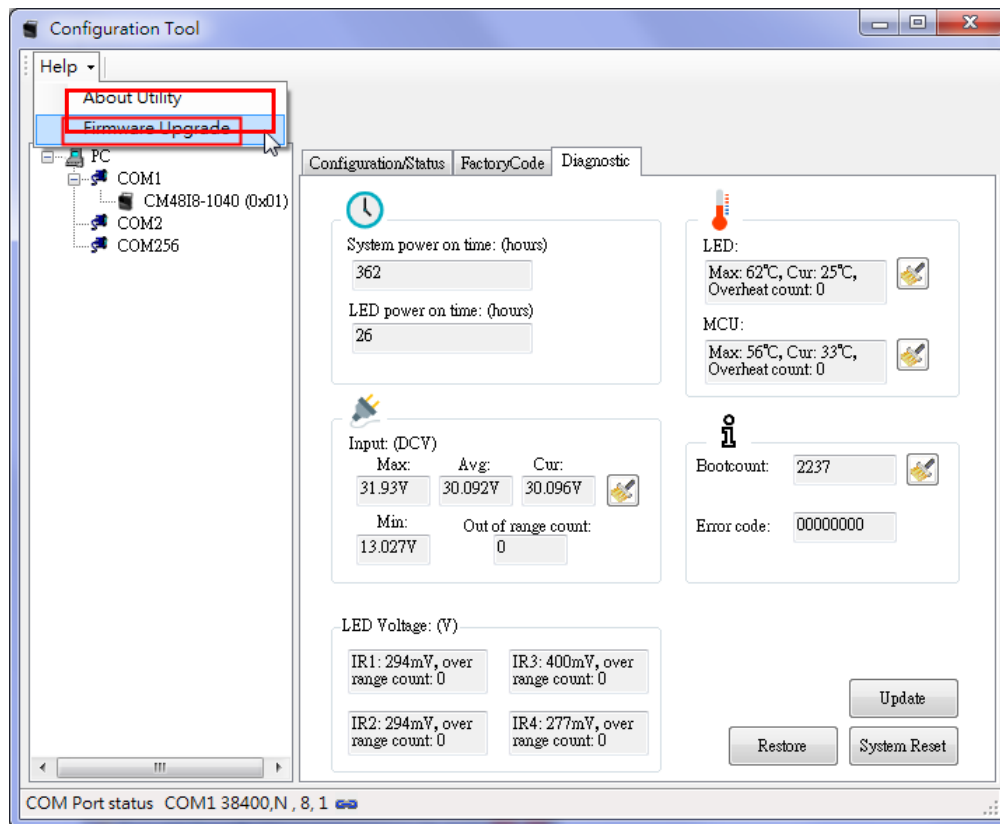 Configuration Tool
Help
About Utility
Firmware Upgrade
PC
COM1
CM48I8-1040 (0x01)
COM2
COM256
Configuration/Status
FactoryCode
Diagnostic
System power on time: (hours)
362
LED power on time: (hours)
26
LED:
Max: 62℃, Cur: 25℃,
Overheat count: 0
MCU:
Max: 56℃, Cur: 33℃,
Overheat count: 0
Input: (DCV)
Max: Avg: Cur:
31.93V 30.092V 30.096V
Min: Out of range count:
13.027V 0
Bootcount: 2237
Error code: 00000000
LED Voltage: (V)
IR1: 294mV, over
range count: 0
IR3: 400mV, over
range count: 0
IR2: 294mV, over
range count: 0
IR4: 277mV, over
range count: 0
Update
Restore
System Reset
COM Port status COM1 38400,N , 8, 1